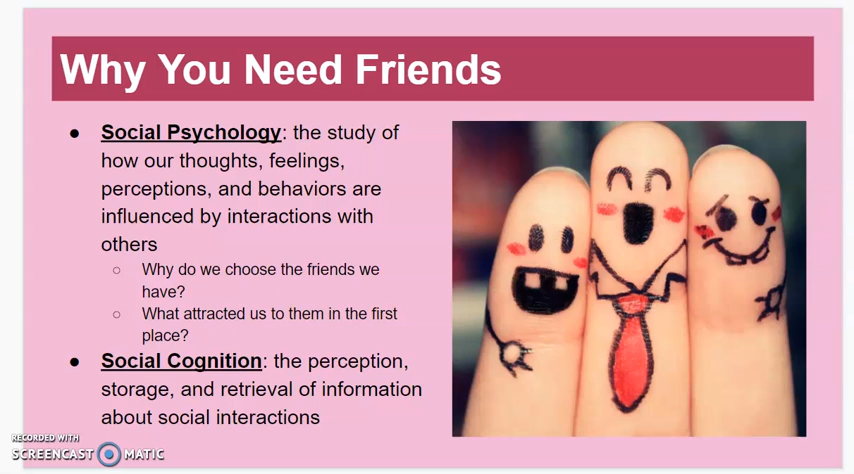 Why You Need Friends
● Social Psychology: the study of
how our thoughts, feelings,
perceptions, and behaviors are
influenced by interactions with
others
○ Why do we choose the friends we
have?
○ What attracted us to them in the first
place?
● Social Cognition: the perception,
storage, and retrieval of information
about social interactions
RECORDED WITH
SCREENCAST MATIC